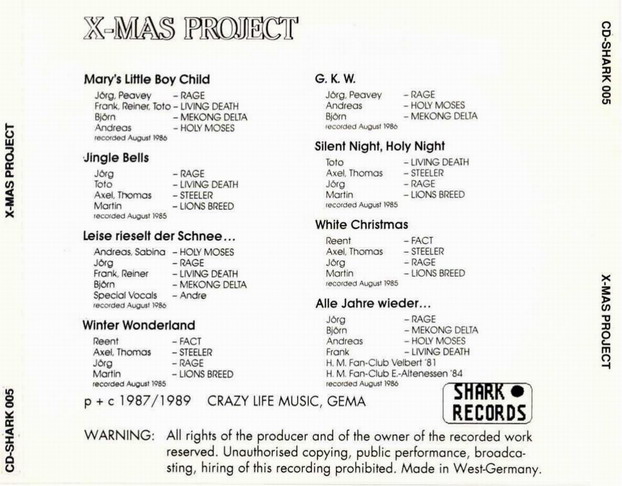 X-MAS PROJECT
Mary's Little Boy Child
Jörg, Peavey – RAGE
Frank, Reiner, Toto – LIVING DEATH
Björn – MEKONG DELTA
Andreas – HOLY MOSES
recorded August 1986
Jingle Bells
Jörg – RAGE
Toto – LIVING DEATH
Axel, Thomas – STEELER
Martin – LIONS BREED
recorded August 1985
Leise rieselt der Schnee...
Andreas, Sabina – HOLY MOSES
Jörg – RAGE
Frank, Reiner – LIVING DEATH
Björn – MEKONG DELTA
Special Vocals – Andre
recorded August 1986
Winter Wonderland
Reent – FACT
Axel, Thomas – STEELER
Jörg – RAGE
Martin – LIONS BREED
recorded August 1985
G. K. W.
Jörg, Peavey – RAGE
Andreas – HOLY MOSES
Björn – MEKONG DELTA
recorded August 1986
Silent Night, Holy Night
Toto – LIVING DEATH
Axel, Thomas – STEELER
Jörg – RAGE
Martin – LIONS BREED
recorded August 1985
White Christmas
Reent – FACT
Axel, Thomas – STEELER
Jörg – RAGE
Martin – LIONS BREED
recorded August 1985
Alle Jahre wieder...
Jörg – RAGE
Björn – MEKONG DELTA
Andreas – HOLY MOSES
Frank – LIVING DEATH
H. M. Fan-Club Velbert '81
H. M. Fan-Club E.-Altenessen '84
recorded August 1986
p + c 1987/1989 CRAZY LIFE MUSIC, GEMA
SHARK
RECORDS
WARNING: All rights of the producer and of the owner of the recorded work
reserved. Unauthorised copying, public performance, broadca-
sting, hiring of this recording prohibited. Made in West-Germany.
X-MAS PROJECT
CD-SHARK 005
CD-SHARK 005
X-MAS PROJECT